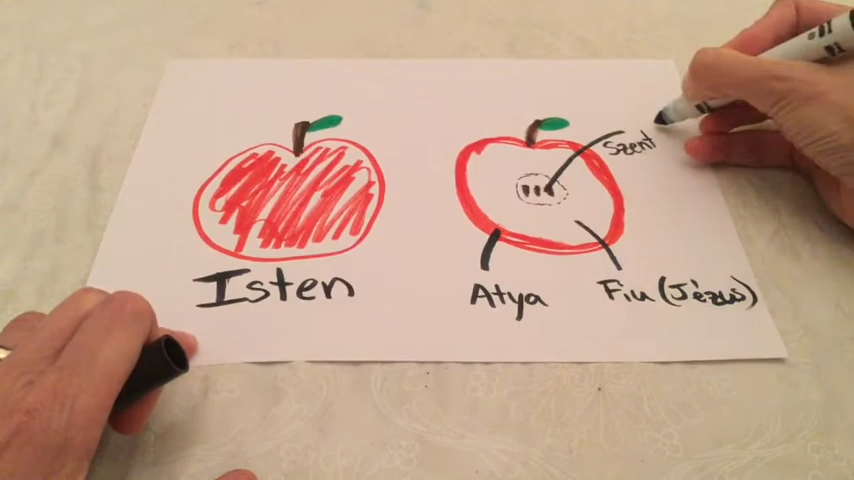 Szent
Isten
Atya
Fiu (Jézus)